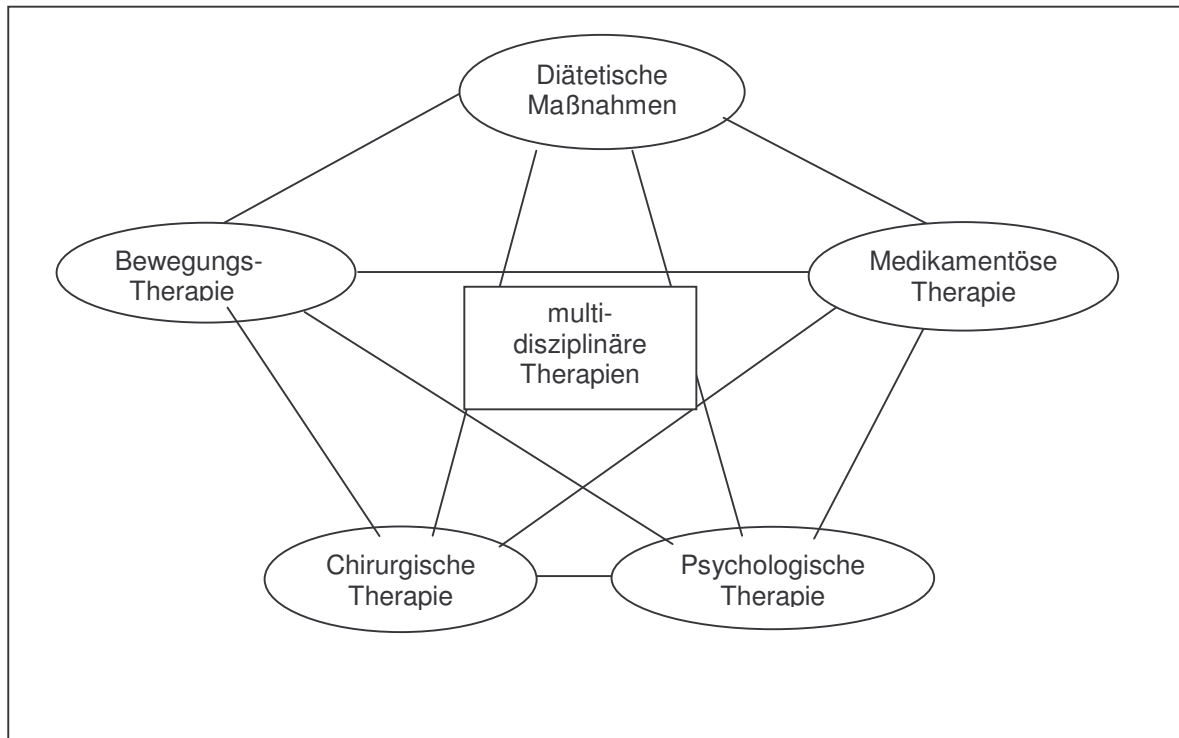 Diätetische
Maßnahmen
Bewegungs-
Therapie
Medikamentöse
Therapie
multi-
disziplinäre
Therapien
Chirurgische
Therapie
Psychologische
Therapie